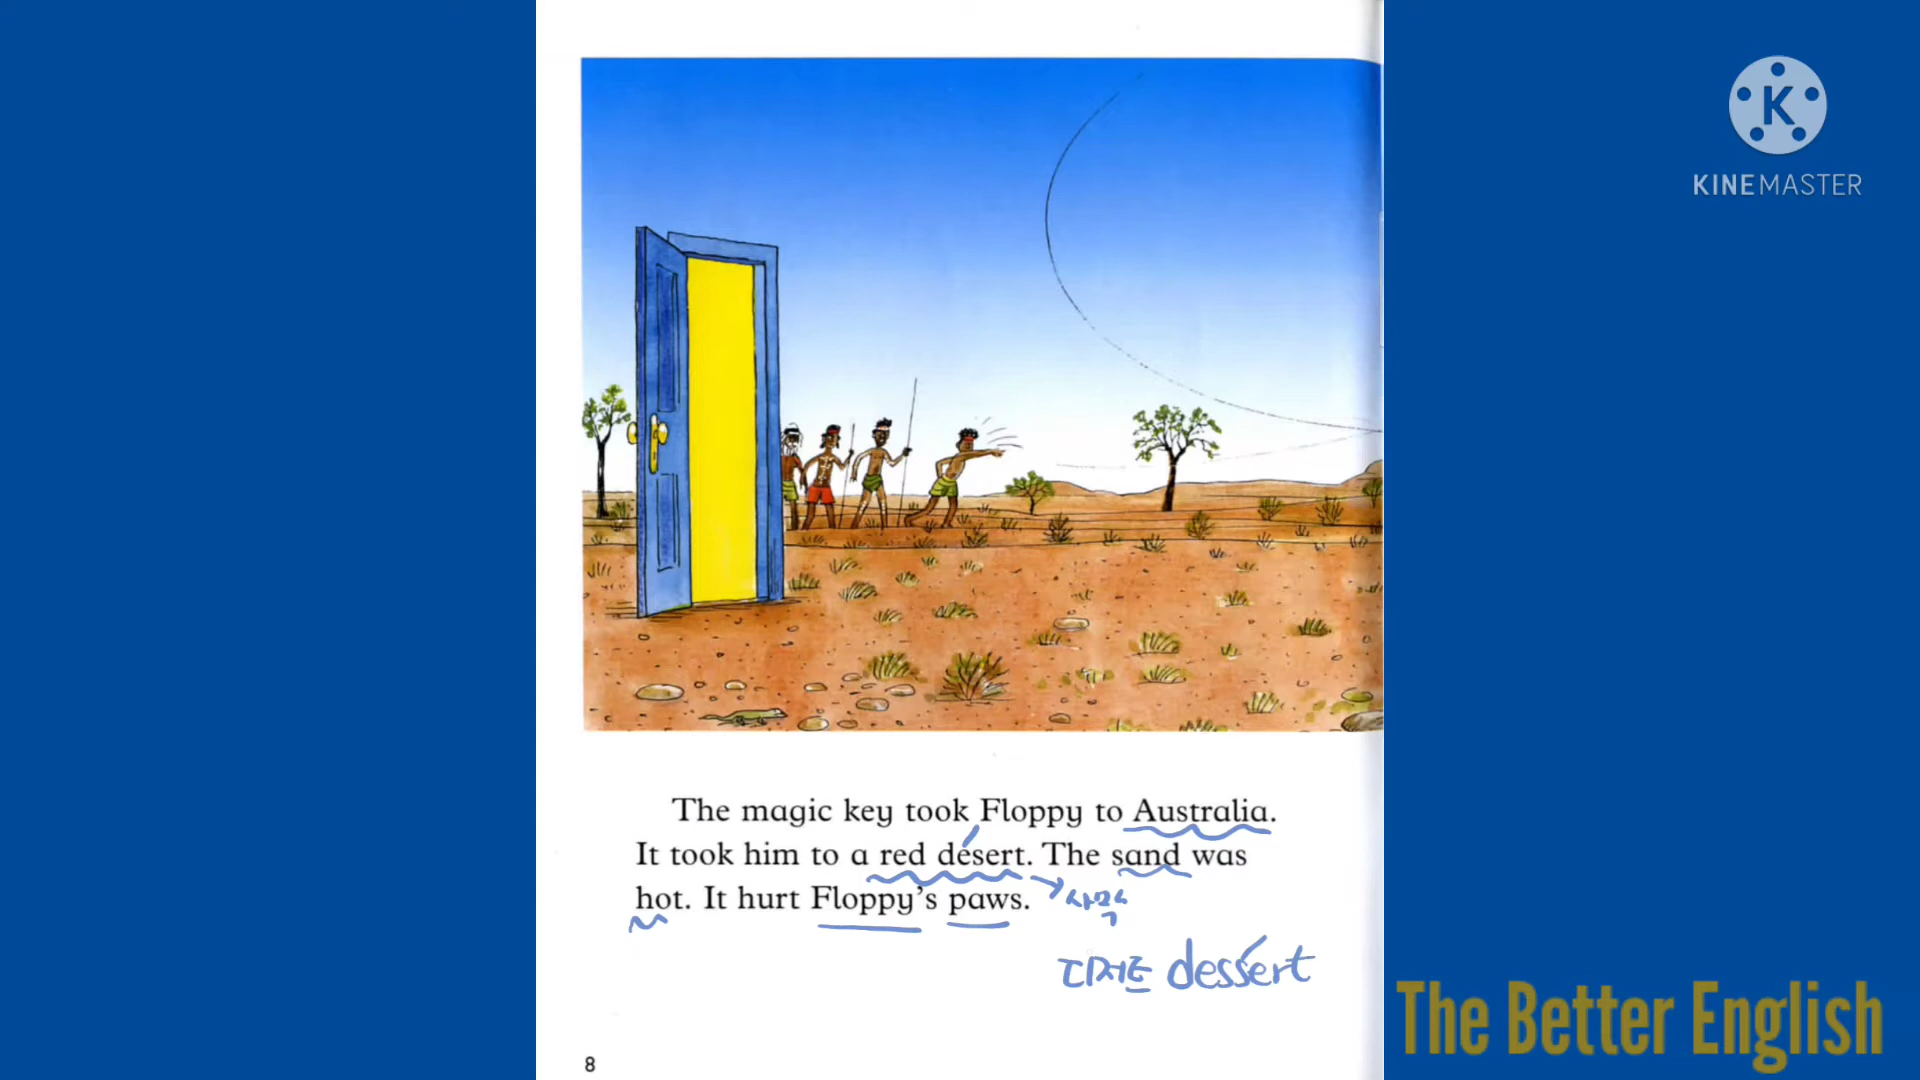 KINEMASTER
The magic key took Floppy to Australia.
It took him to a red desert. The sand was
hot. It hurt Floppy's paws.
사막
디저트 dessert
The Better English
8